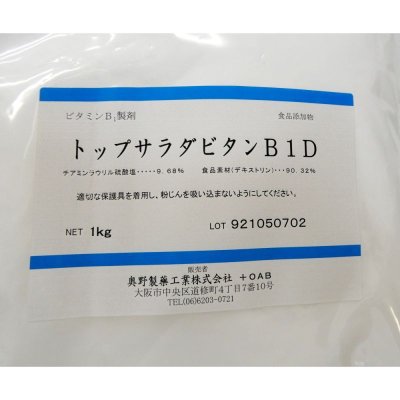 ビタミンB₁製剤 食品添加物
トップサラダビタンB1D
チアミンラウリル硫酸塩・・・・・9.68% 食品素材(デキストリン)・・・90.32%
適切な保護具を着用し、粉じんを吸い込まないようにしてください。
NET 1kg LOT 921050702
販売者
奥野製薬工業株式会社 +OAB
大阪市中央区道修町4丁目7番10号
TEL(06)6203-0721